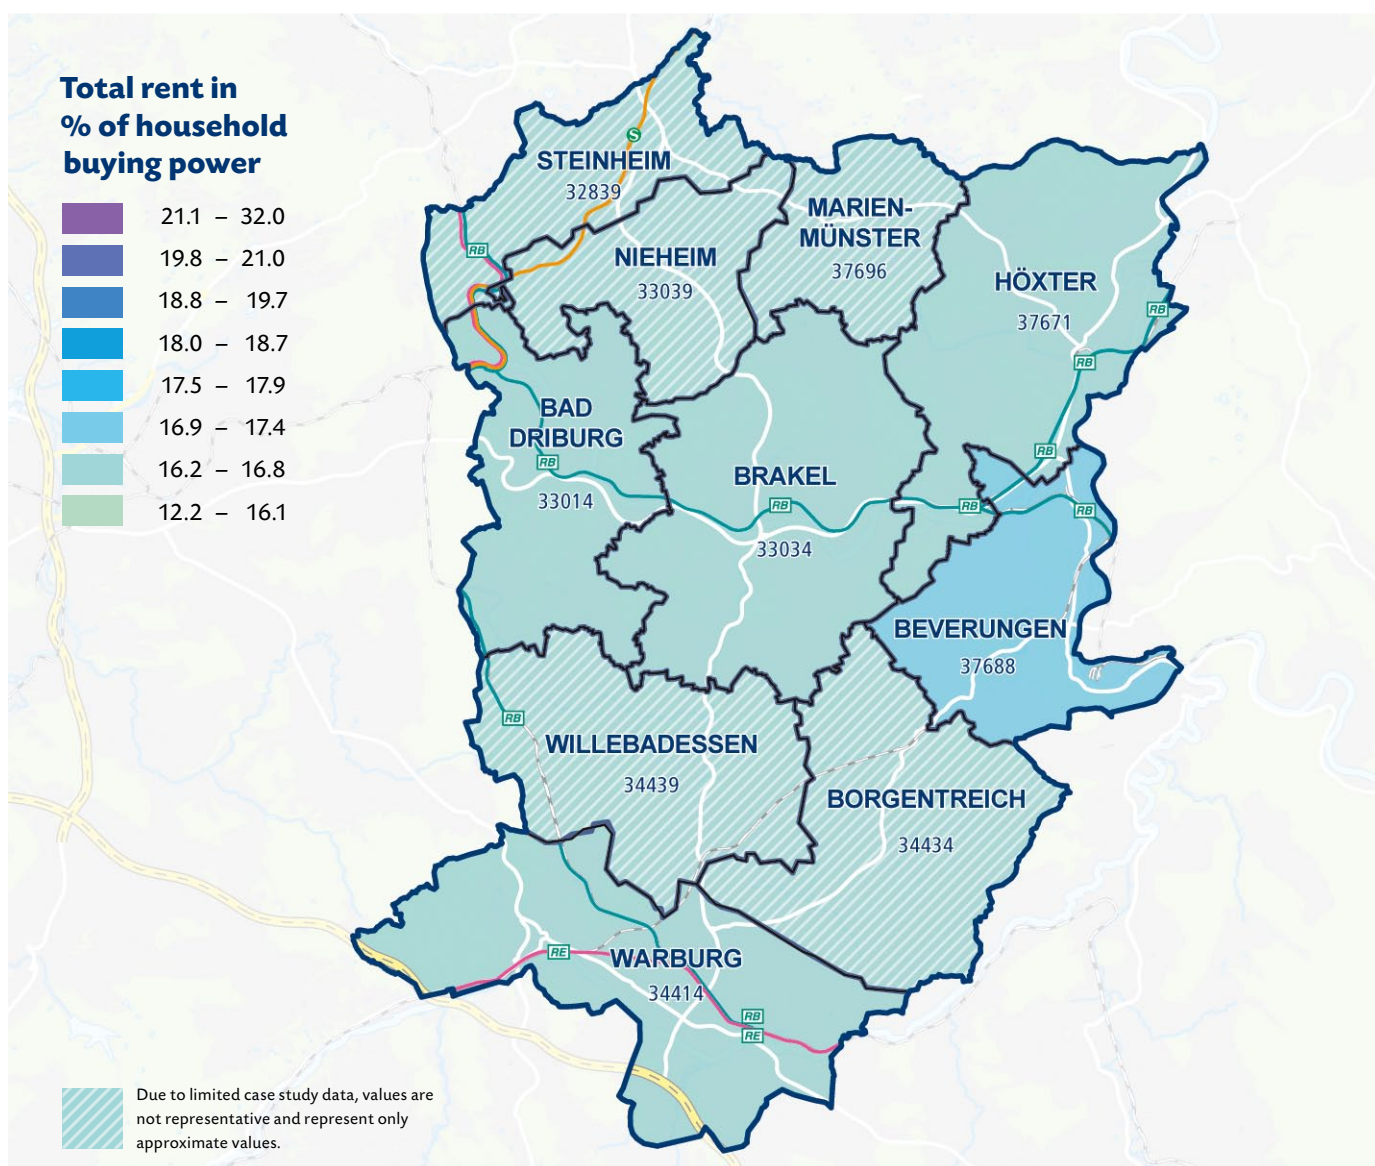 Total rent in
% of household
buying power
21.1 – 32.0
19.8 – 21.0
18.8 – 19.7
18.0 – 18.7
17.5 – 17.9
16.9 – 17.4
16.2 – 16.8
12.2 – 16.1
S
STEINHEIM
32839
RB
NIEHEIM
33039
MARIEN-
MÜNSTER
37696
HÖXTER
37671
RB
RB
BAD
DRIBURG
RB
33014
BRAKEL
RB
33034
RB
RB
RB
BEVERUNGEN
37688
RB
WILLEBADESSEN
34439
BORGENTREICH
34434
RE
WARBURG
34414
RB
RE
Due to limited case study data, values are
not representative and represent only
approximate values.